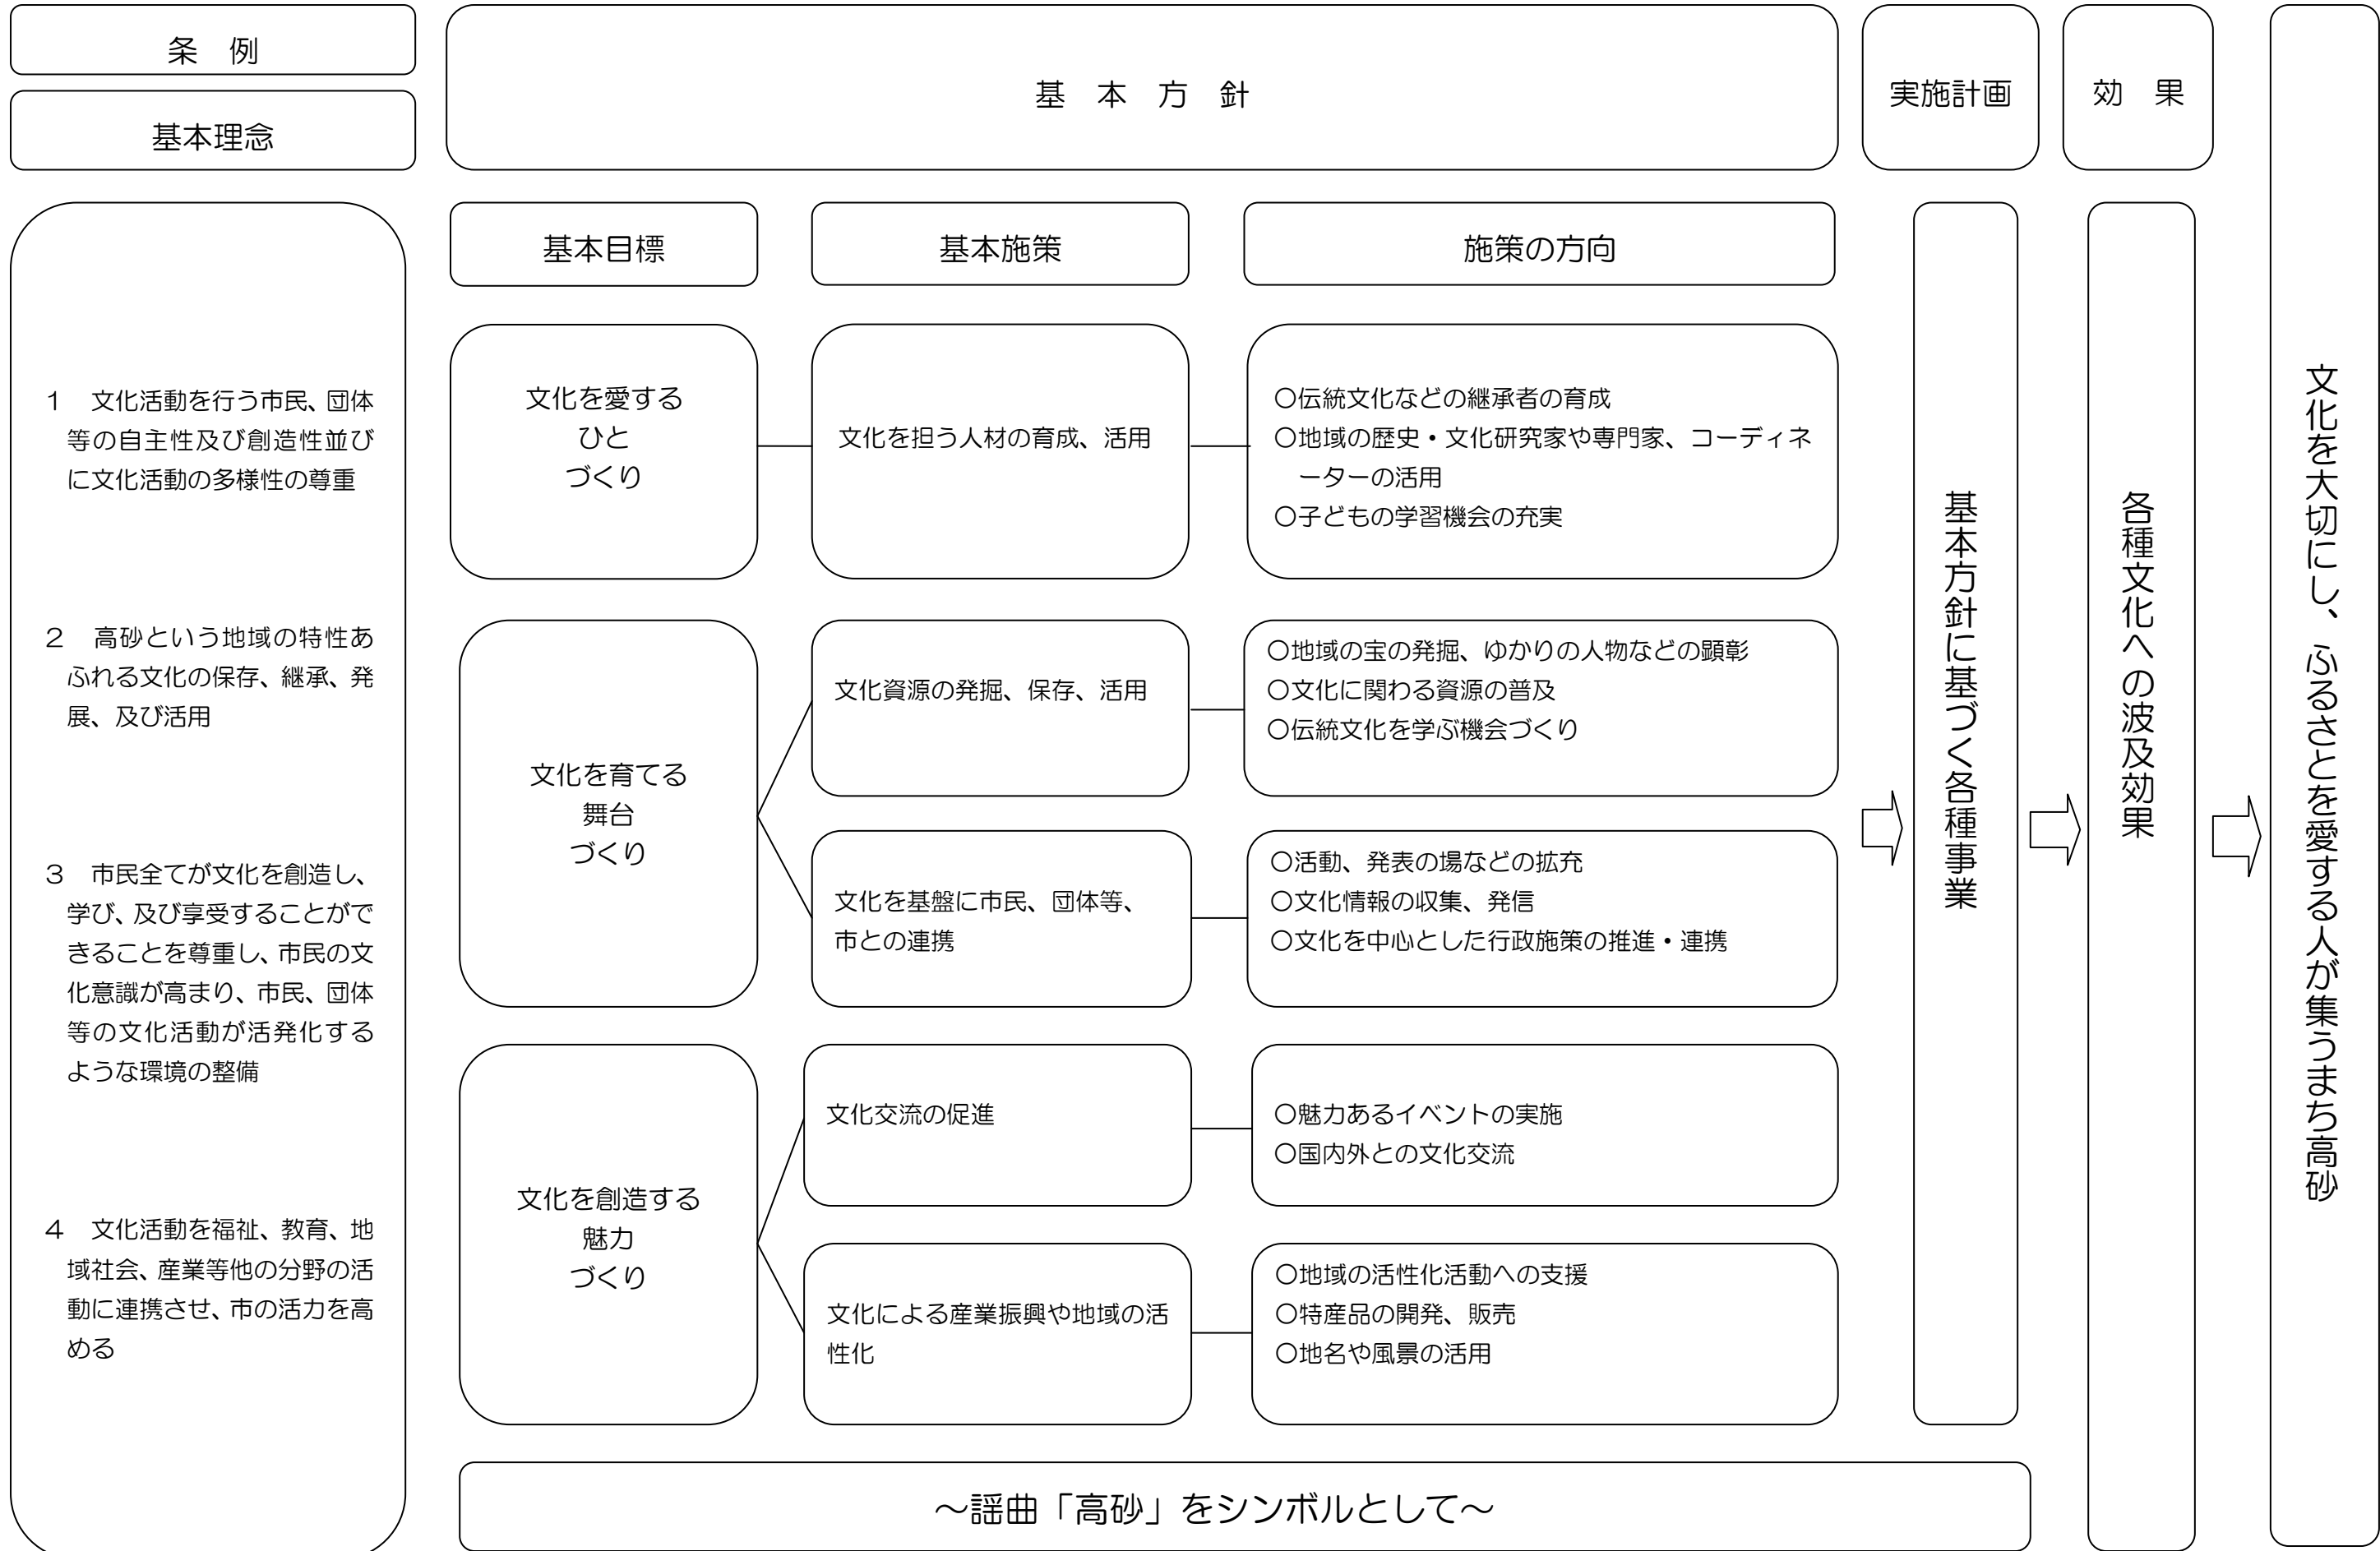 条　例
基本理念
基　本　方　針
実施計画
効　果
基本目標
基本施策
施策の方向
１　文化活動を行う市民、団体
等の自主性及び創造性並び
に文化活動の多様性の尊重
２　高砂という地域の特性あ
ふれる文化の保存、継承、発
展、及び活用
３　市民全てが文化を創造し、
学び、及び享受することがで
きることを尊重し、市民の文
化意識が高まり、市民、団体
等の文化活動が活発化する
ような環境の整備
４　文化活動を福祉、教育、地
域社会、産業等他の分野の活
動に連携させ、市の活力を高
める
文化を愛する
ひと
づくり
文化を担う人材の育成、活用
〇伝統文化などの継承者の育成
〇地域の歴史・文化研究家や専門家、コーディネ
ーターの活用
〇子どもの学習機会の充実
文化を育てる
舞台
づくり
文化資源の発掘、保存、活用
〇地域の宝の発掘、ゆかりの人物などの顕彰
〇文化に関わる資源の普及
〇伝統文化を学ぶ機会づくり
文化を基盤に市民、団体等、
市との連携
〇活動、発表の場などの拡充
〇文化情報の収集、発信
〇文化を中心とした行政施策の推進・連携
文化を創造する
魅力
づくり
文化交流の促進
〇魅力あるイベントの実施
〇国内外との文化交流
文化による産業振興や地域の活
性化
〇地域の活性化活動への支援
〇特産品の開発、販売
〇地名や風景の活用
～謡曲「高砂」をシンボルとして～
基本方針に基づく各種事業
各種文化への波及効果
文化を大切にし、ふるさとを愛する人が集うまち高砂